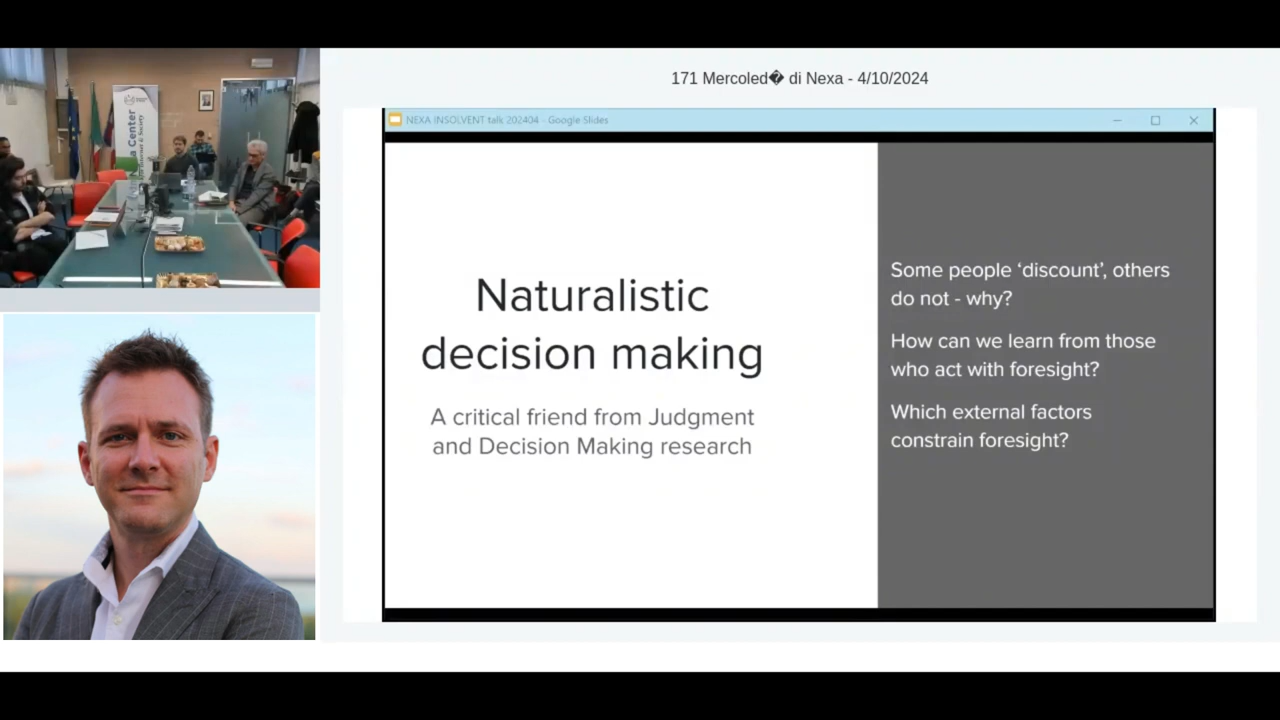 171 Mercoled� di Nexa - 4/10/2024
NEXA INSOLVENT talk 202404 - Google Slides
Naturalistic
decision making
A critical friend from Judgment
and Decision Making research
Some people ‘discount’, others
do not - why?
How can we learn from those
who act with foresight?
Which external factors
constrain foresight?
a Center